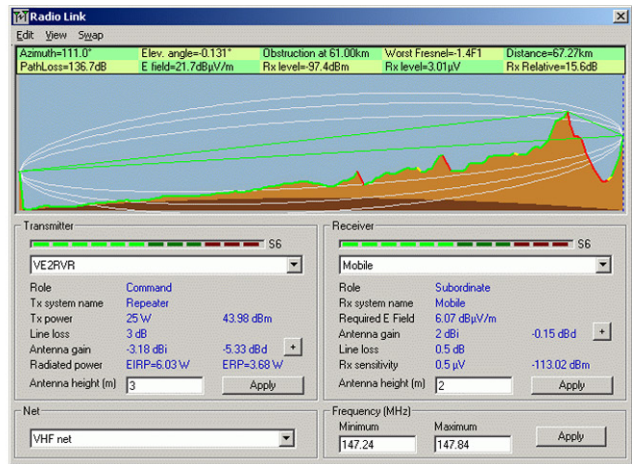 Radio Link
Edit View Swap
Azimuth=111.0° Elev. angle=-0.131° Obstruction at 61.00km Worst Fresnel=-1.4F1 Distance=67.27km
PathLoss=136.7dB E field=21.7dBμV/m Rx level=-97.4dBm Rx level=3.01μV Rx Relative=15.6dB
Transmitter
S6
VE2RVR
Role Command
Tx system name Repeater
Tx power 25 W 43.98 dBm
Line loss 3 dB
Antenna gain -3.18 dBi -5.33 dBd +
Radiated power EIRP=6.03 W ERP=3.68 W
Antenna height (m) 3 Apply
Receiver
S6
Mobile
Role Subordinate
Rx system name Mobile
Required E Field 6.07 dBμV/m
Antenna gain 2 dBi -0.15 dBd +
Line loss 0.5 dB
Rx sensitivity 0.5 μV -113.02 dBm
Antenna height (m) 2 Apply
Net
VHF net
Frequency (MHz)
Minimum Maximum
147.24 147.84 Apply